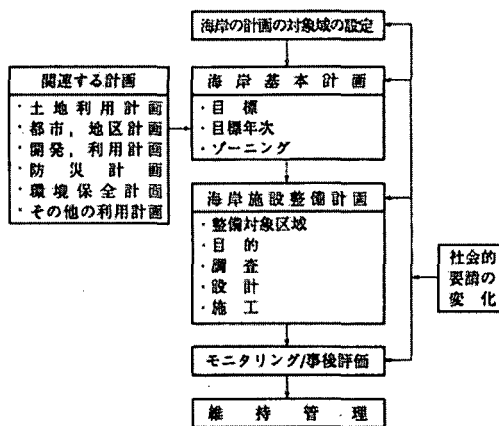 海岸の計画の対象域の設定
関連する計画
・土地利用計画
・都市，地区計画
・開発，利用計画
・防災計画
・環境保全計画
・その他の利用計画
海岸基本計画
・目標
・目標年次
・ゾーニング
海岸施設整備計画
・整備対象区域
・目的
・調査
・設計
・施工
社会的
要請の
変化
モニタリング/事後評価
維持管理